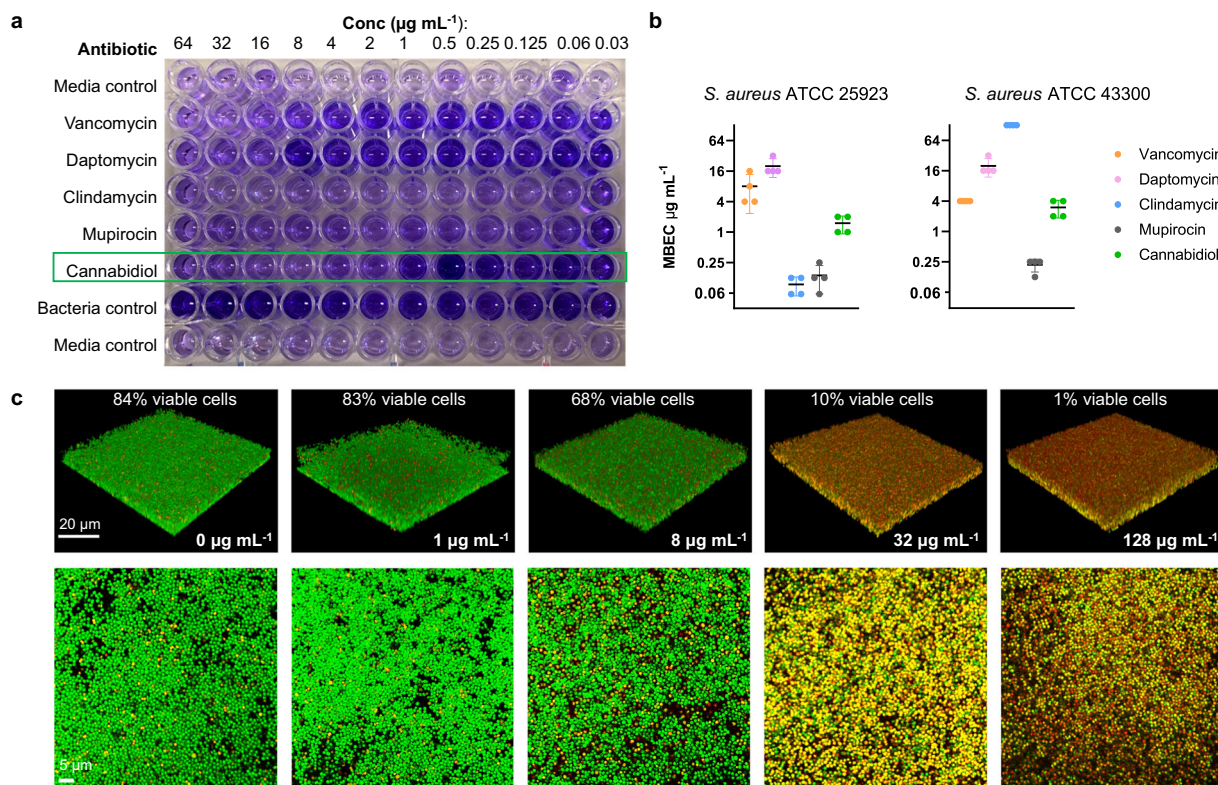 a
Conc (µg mL⁻¹):
Antibiotic
64 32 16 8 4 2 1 0.5 0.25 0.125 0.06 0.03
Media control
Vancomycin
Daptomycin
Clindamycin
Mupirocin
Cannabidiol
Bacteria control
Media control
b
S. aureus ATCC 25923
S. aureus ATCC 43300
MBEC µg mL⁻¹
64
16
4
1
0.25
0.06
64
16
4
1
0.25
0.06
Vancomycin
Daptomycin
Clindamycin
Mupirocin
Cannabidiol
c
84% viable cells
83% viable cells
68% viable cells
10% viable cells
1% viable cells
20 µm
0 µg mL⁻¹
1 µg mL⁻¹
8 µg mL⁻¹
32 µg mL⁻¹
128 µg mL⁻¹
5 µm